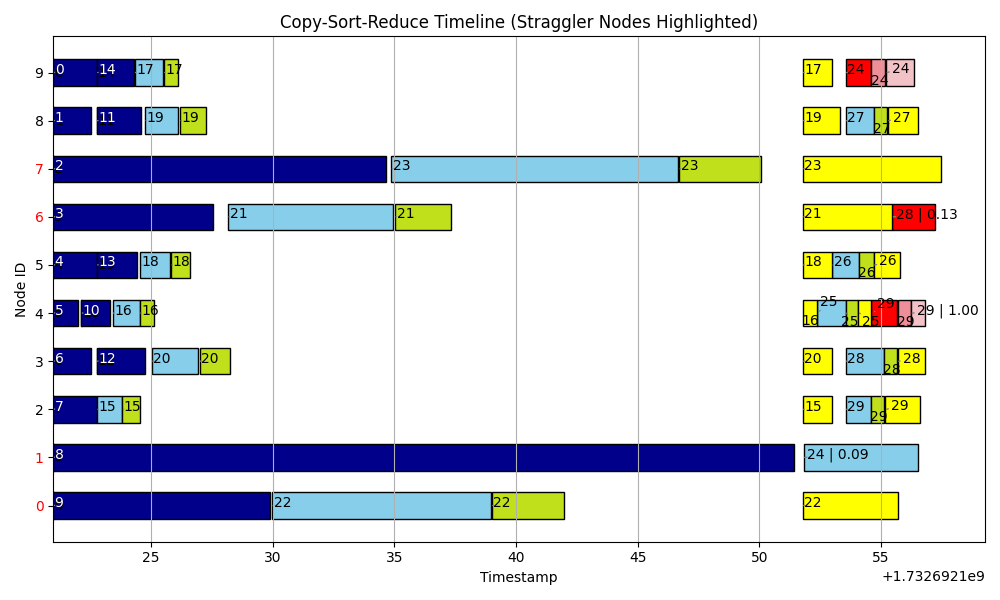 Copy-Sort-Reduce Timeline (Straggler Nodes Highlighted)
Node ID
9 0 14 17 17 17 24 24 24
8 1 11 19 19 19 27 27 27
7 2 23 23 23
6 3 21 21 21 28 | 0.13
5 4 13 18 18 18 26 26 26
4 5 10 16 16 16 25 25 25 29 29 29 | 1.00
3 6 12 20 20 20 28 28 28
2 7 15 15 15 29 29 29
1 8 24 | 0.09
0 9 22 22 22
25 30 35 40 45 50 55
Timestamp
+1.7326921e9